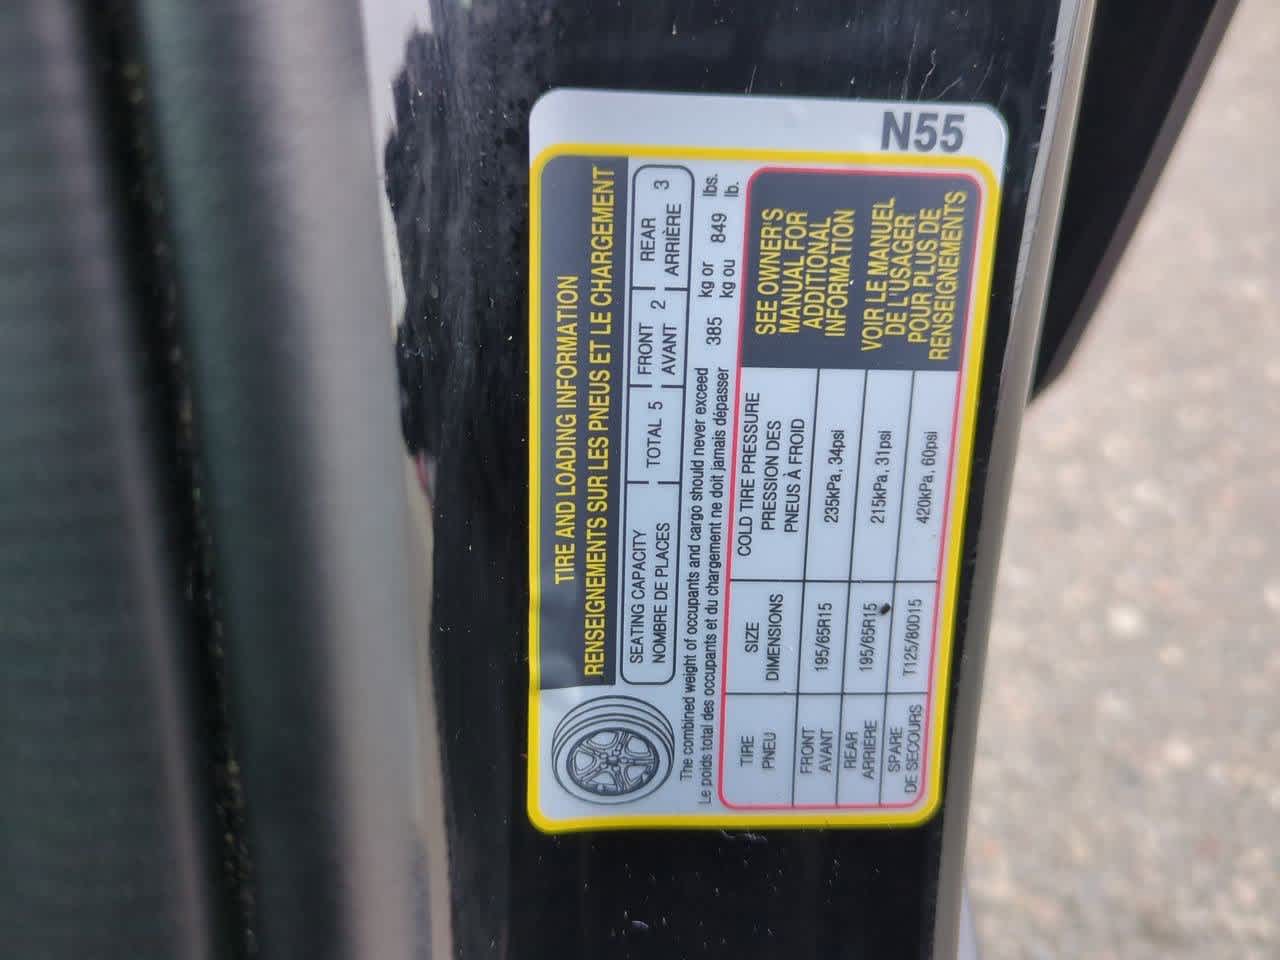 N55
TIRE AND LOADING INFORMATION
RENSEIGNEMENTS SUR LES PNEUS ET LE CHARGEMENT
SEATING CAPACITY
NOMBRE DE PLACES
TOTAL 5
FRONT
AVANT 2
REAR
ARRIÈRE 3
The combined weight of occupants and cargo should never exceed 385 kg or 849 lbs.
Le poids total des occupants et du chargement ne doit jamais dépasser kg ou lb.
TIRE
PNEU
SIZE
DIMENSIONS
COLD TIRE PRESSURE
PRESSION DES
PNEUS À FROID
FRONT
AVANT
195/65R15
235kPa, 34psi
REAR
ARRIÈRE
195/65R15
215kPa, 31psi
SPARE
DE SECOURS
T125/80D15
420kPa, 60psi
SEE OWNER'S
MANUAL FOR
ADDITIONAL
INFORMATION
VOIR LE MANUEL
DE L'USAGER
POUR PLUS DE
RENSEIGNEMENTS